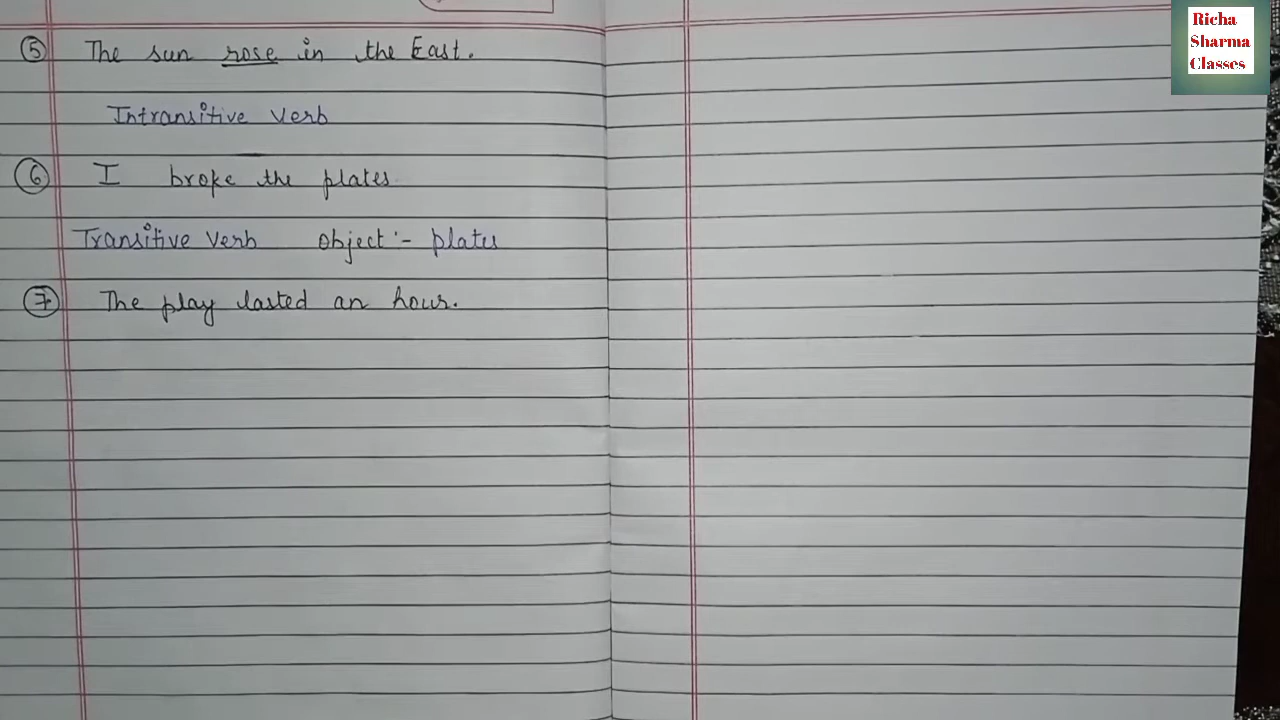 ⑤ The sun rose in the East.
Intransitive Verb
⑥ I broke the plates
Transitive Verb Object :- plates
⑦ The play lasted an hour.
Richa
Sharma
Classes